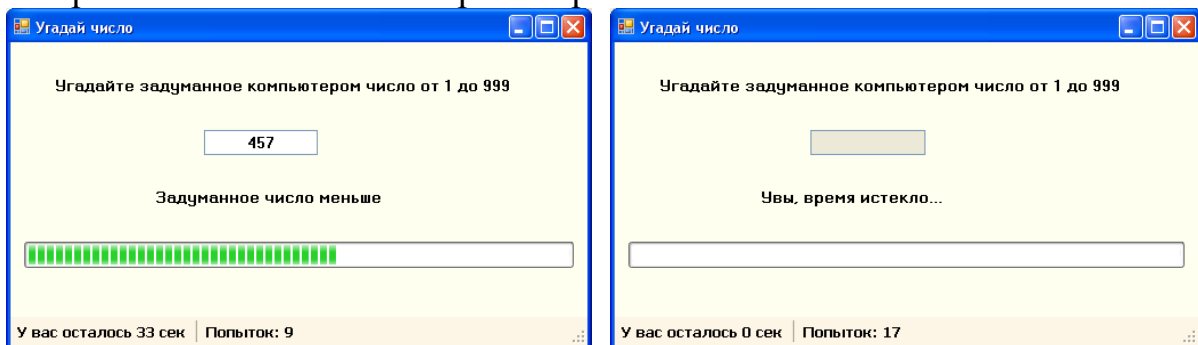 Угадай число
Угадайте задуманное компьютером число от 1 до 999
457
Задуманное число меньше
У вас осталось 33 сек
Попыток: 9
Угадай число
Угадайте задуманное компьютером число от 1 до 999
Увы, время истекло...
У вас осталось 0 сек
Попыток: 17